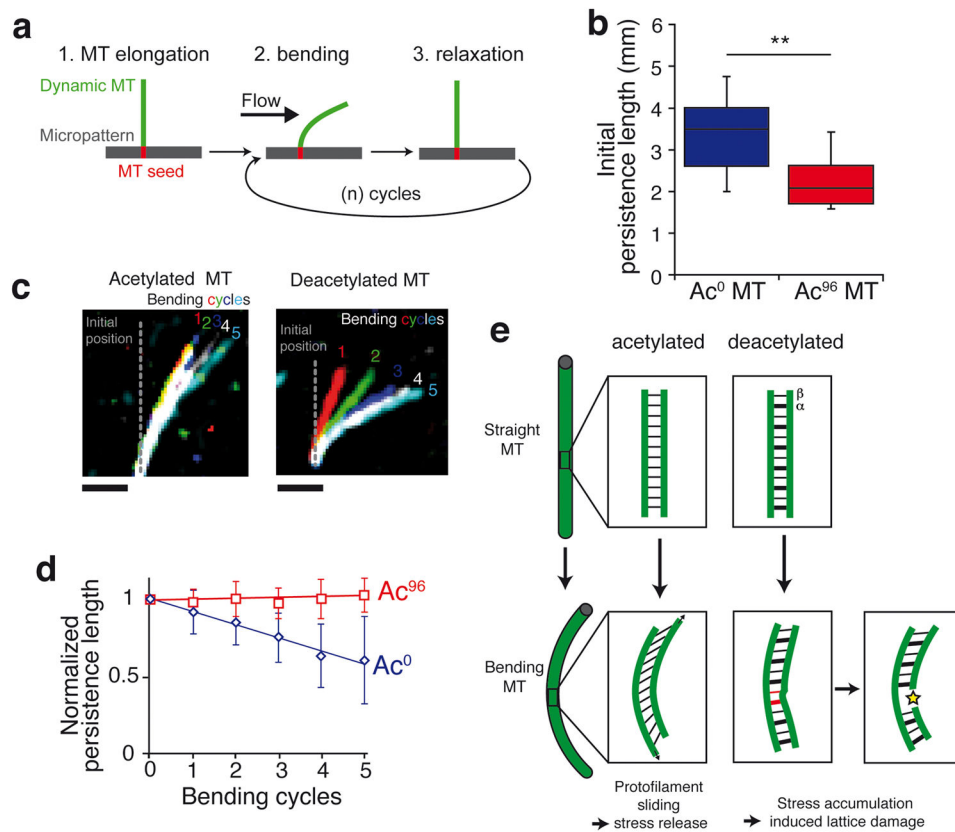 a
1. MT elongation
2. bending
3. relaxation
Dynamic MT
Flow
Micropattern
MT seed
(n) cycles
b
**
Initial
persistence length (mm)
6
5
4
3
2
1
0
Ac⁰ MT
Ac⁹⁶ MT
c
Acetylated MT
Bending cycles
Initial
position
1
2
3
4
5
Deacetylated MT
Bending cycles
Initial
position
1
2
3
4
5
d
Normalized
persistence length
1
0.5
0
Ac⁹⁶
Ac⁰
0
1
2
3
4
5
Bending cycles
e
acetylated
deacetylated
β
α
Straight
MT
Bending
MT
Protofilament
sliding
stress release
Stress accumulation
induced lattice damage